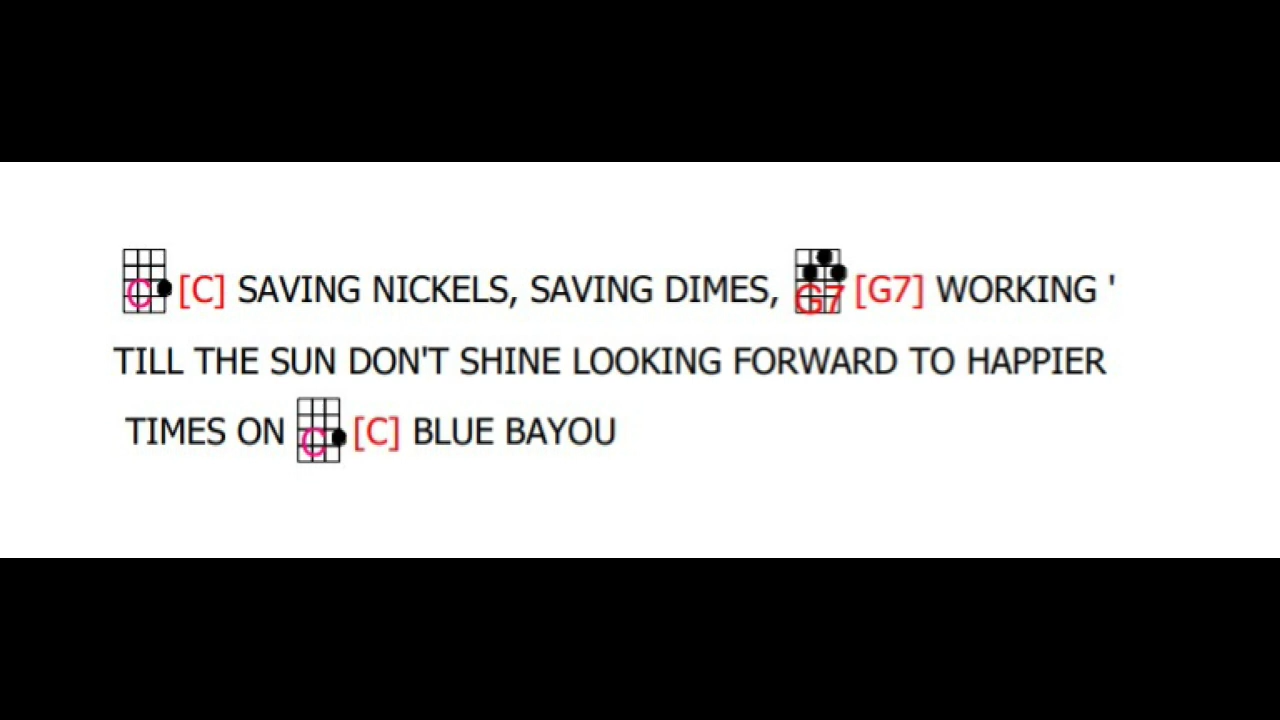 C [C] SAVING NICKELS, SAVING DIMES, G7 [G7] WORKING '
TILL THE SUN DON'T SHINE LOOKING FORWARD TO HAPPIER
TIMES ON C [C] BLUE BAYOU